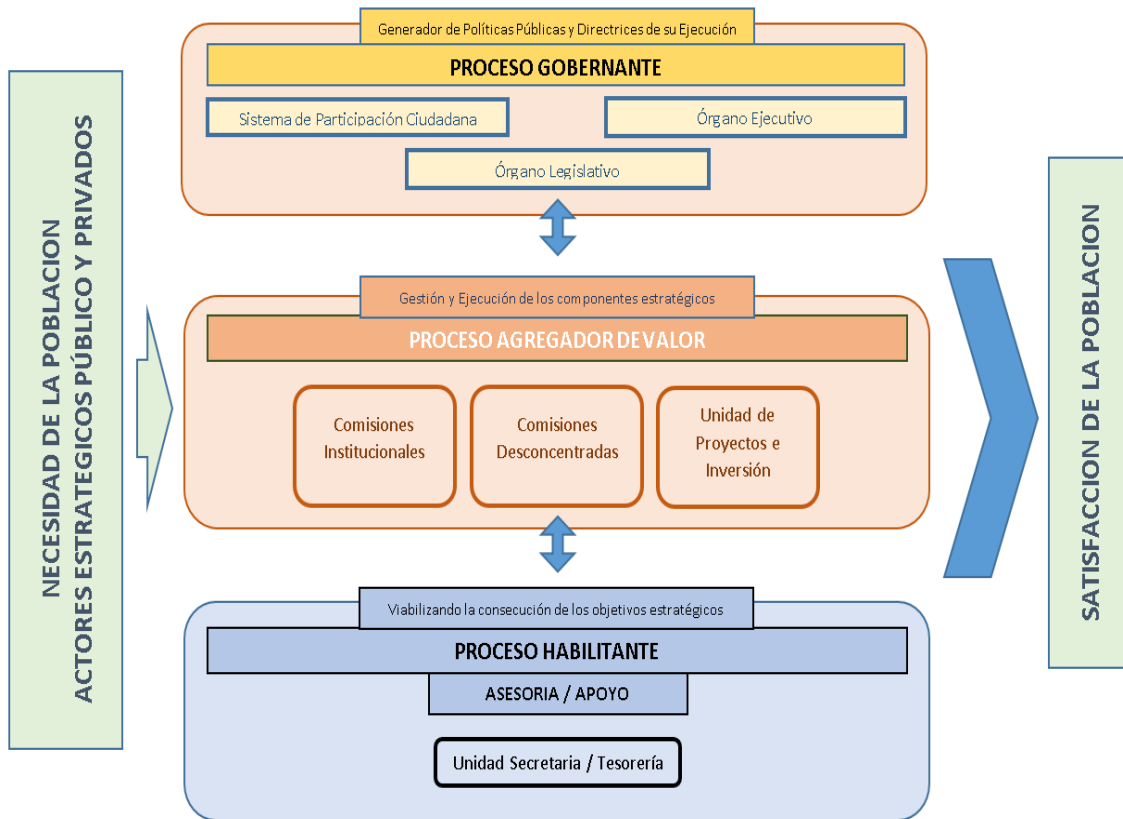 NECESIDAD DE LA POBLACION
ACTORES ESTRATEGICOS PÚBLICO Y PRIVADOS
Generador de Políticas Públicas y Directrices de su Ejecución
PROCESO GOBERNANTE
Sistema de Participación Ciudadana
Órgano Ejecutivo
Órgano Legislativo
Gestión y Ejecución de los componentes estratégicos
PROCESO AGREGADOR DE VALOR
Comisiones
Institucionales
Comisiones
Desconcentradas
Unidad de
Proyectos e
Inversión
Viabilizando la consecución de los objetivos estratégicos
PROCESO HABILITANTE
ASESORIA / APOYO
Unidad Secretaria / Tesorería
SATISFACCION DE LA POBLACION